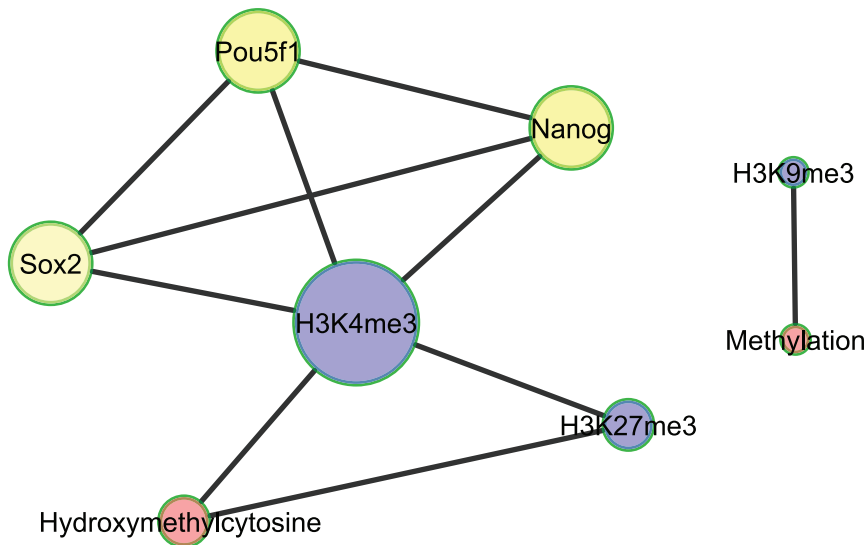 Pou5f1
Nanog
H3K9me3
Sox2
H3K4me3
Methylation
H3K27me3
Hydroxymethylcytosine